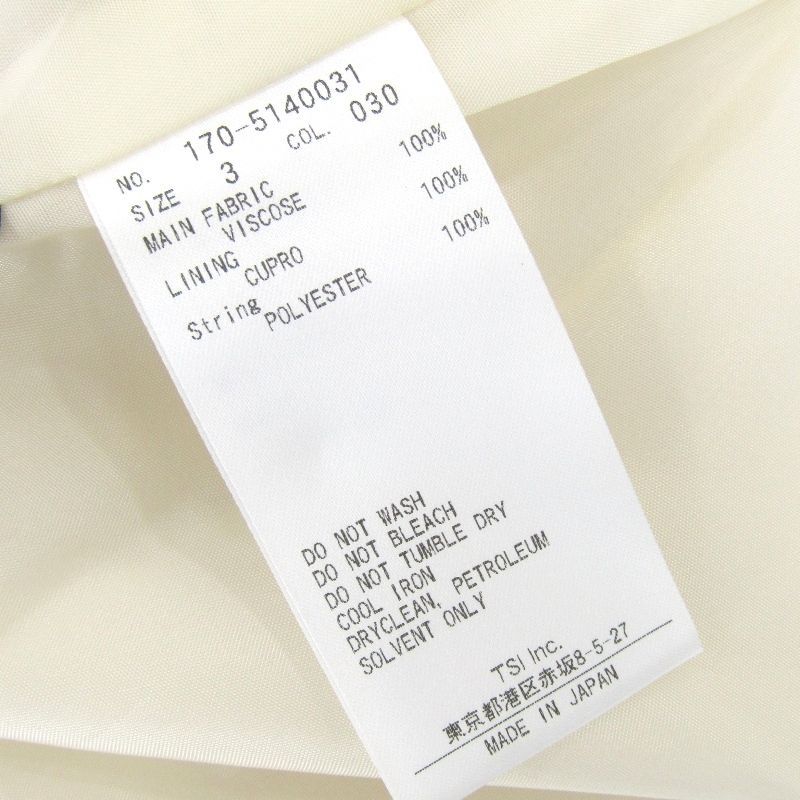 NO. 170-5140031
SIZE 3 COL. 030
MAIN FABRIC
VISCOSE 100%
LINING
CUPRO 100%
String
POLYESTER 100%
DO NOT WASH
DO NOT BLEACH
DO NOT TUMBLE DRY
COOL IRON
DRYCLEAN, PETROLEUM
SOLVENT ONLY
TSI Inc.
東京都港区赤坂8-5-27
MADE IN JAPAN